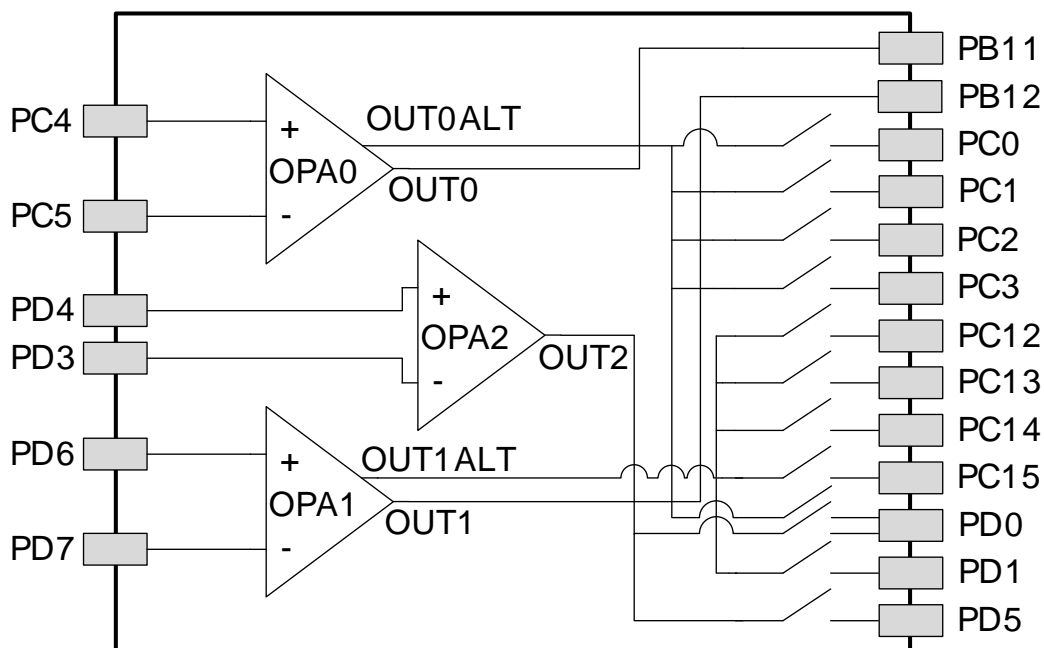 PB11
PB12
PC4
+
OUT0ALT
PC0
OPA0
OUT0
PC1
PC5
-
PC2
PC3
PD4
+
OPA2
OUT2
PC12
PD3
-
PC13
PC14
PD6
+
OUT1ALT
PC15
OPA1
OUT1
PD0
PD7
-
PD1
PD5